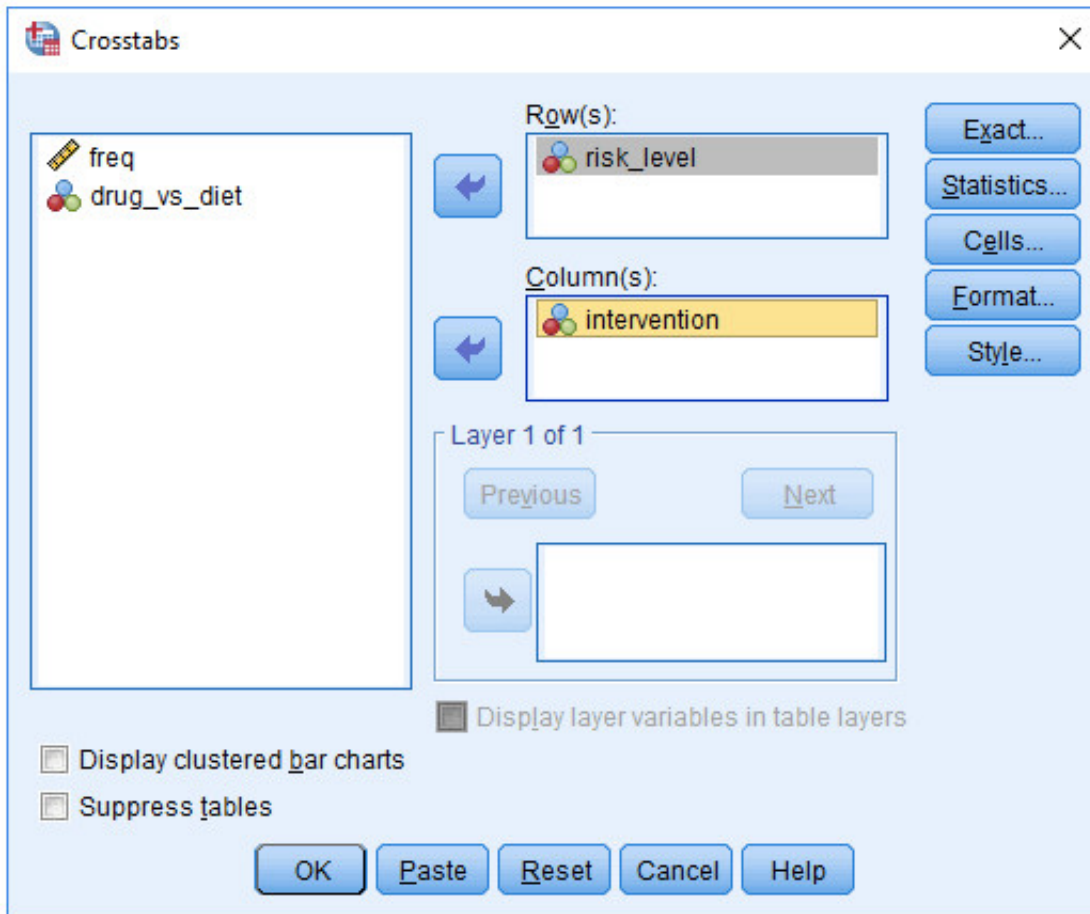 Crosstabs
freq
drug_vs_diet
Row(s):
risk_level
Column(s):
intervention
Layer 1 of 1
Previous
Next
Display layer variables in table layers
Exact...
Statistics...
Cells...
Format...
Style...
Display clustered bar charts
Suppress tables
OK Paste Reset Cancel Help